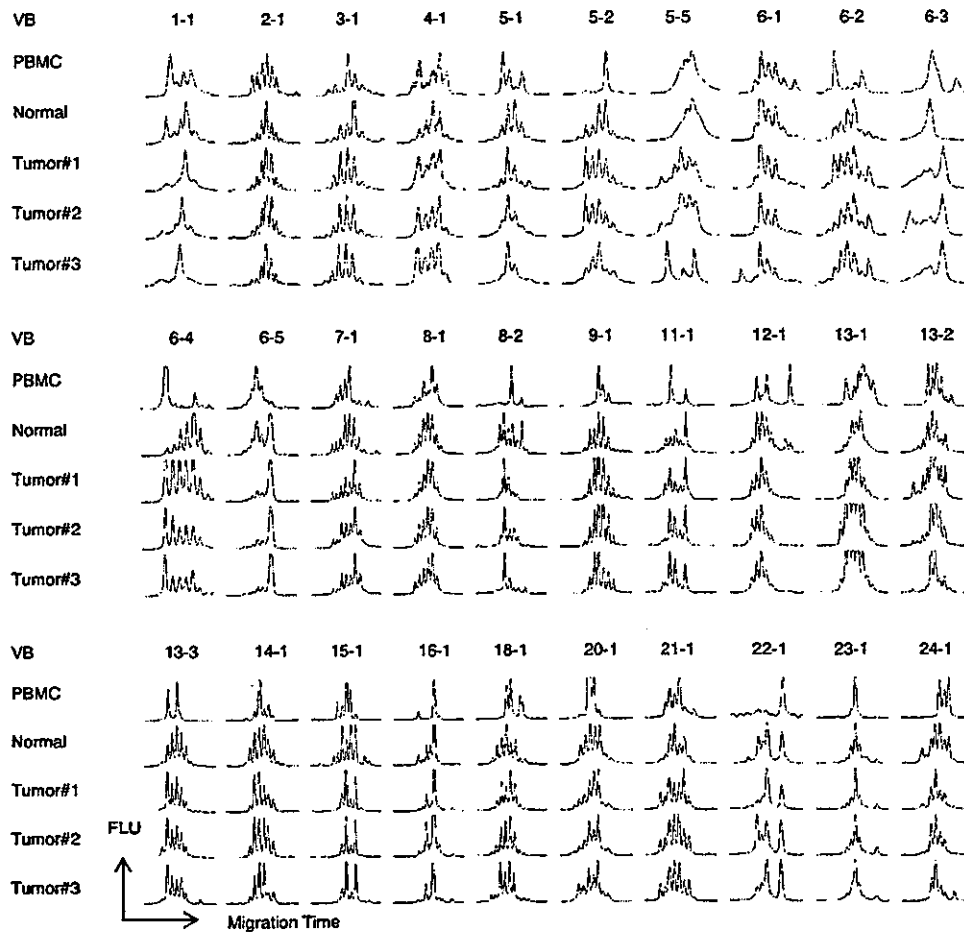 VB 1-1 2-1 3-1 4-1 5-1 5-2 5-5 6-1 6-2 6-3
PBMC
Normal
Tumor#1
Tumor#2
Tumor#3
VB 6-4 6-5 7-1 8-1 8-2 9-1 11-1 12-1 13-1 13-2
PBMC
Normal
Tumor#1
Tumor#2
Tumor#3
VB 13-3 14-1 15-1 16-1 18-1 20-1 21-1 22-1 23-1 24-1
PBMC
Normal
Tumor#1
Tumor#2
FLU
Tumor#3
Migration Time